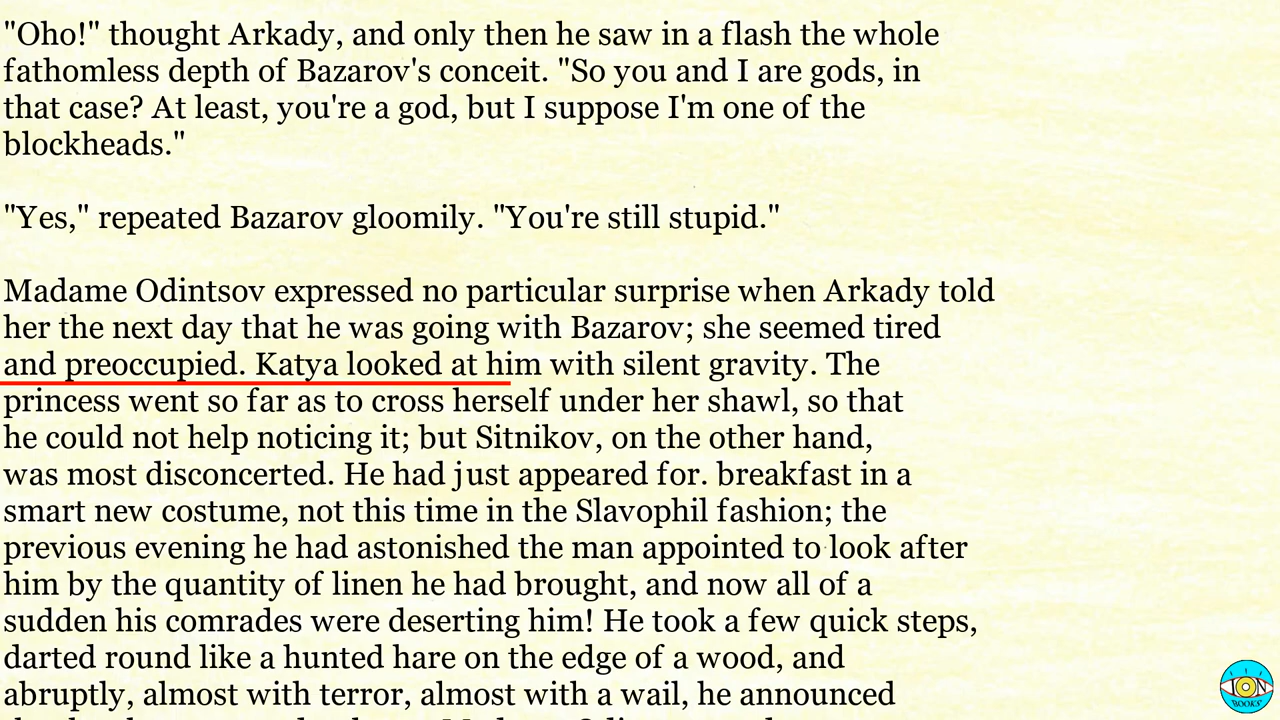 "Oho!" thought Arkady, and only then he saw in a flash the whole
fathomless depth of Bazarov's conceit. "So you and I are gods, in
that case? At least, you're a god, but I suppose I'm one of the
blockheads."
"Yes," repeated Bazarov gloomily. "You're still stupid."
Madame Odintsov expressed no particular surprise when Arkady told
her the next day that he was going with Bazarov; she seemed tired
and preoccupied. Katya looked at him with silent gravity. The
princess went so far as to cross herself under her shawl, so that
he could not help noticing it; but Sitnikov, on the other hand,
was most disconcerted. He had just appeared for. breakfast in a
smart new costume, not this time in the Slavophil fashion; the
previous evening he had astonished the man appointed to look after
him by the quantity of linen he had brought, and now all of a
sudden his comrades were deserting him! He took a few quick steps,
darted round like a hunted hare on the edge of a wood, and
abruptly, almost with terror, almost with a wail, he announced
ION
BOOKS